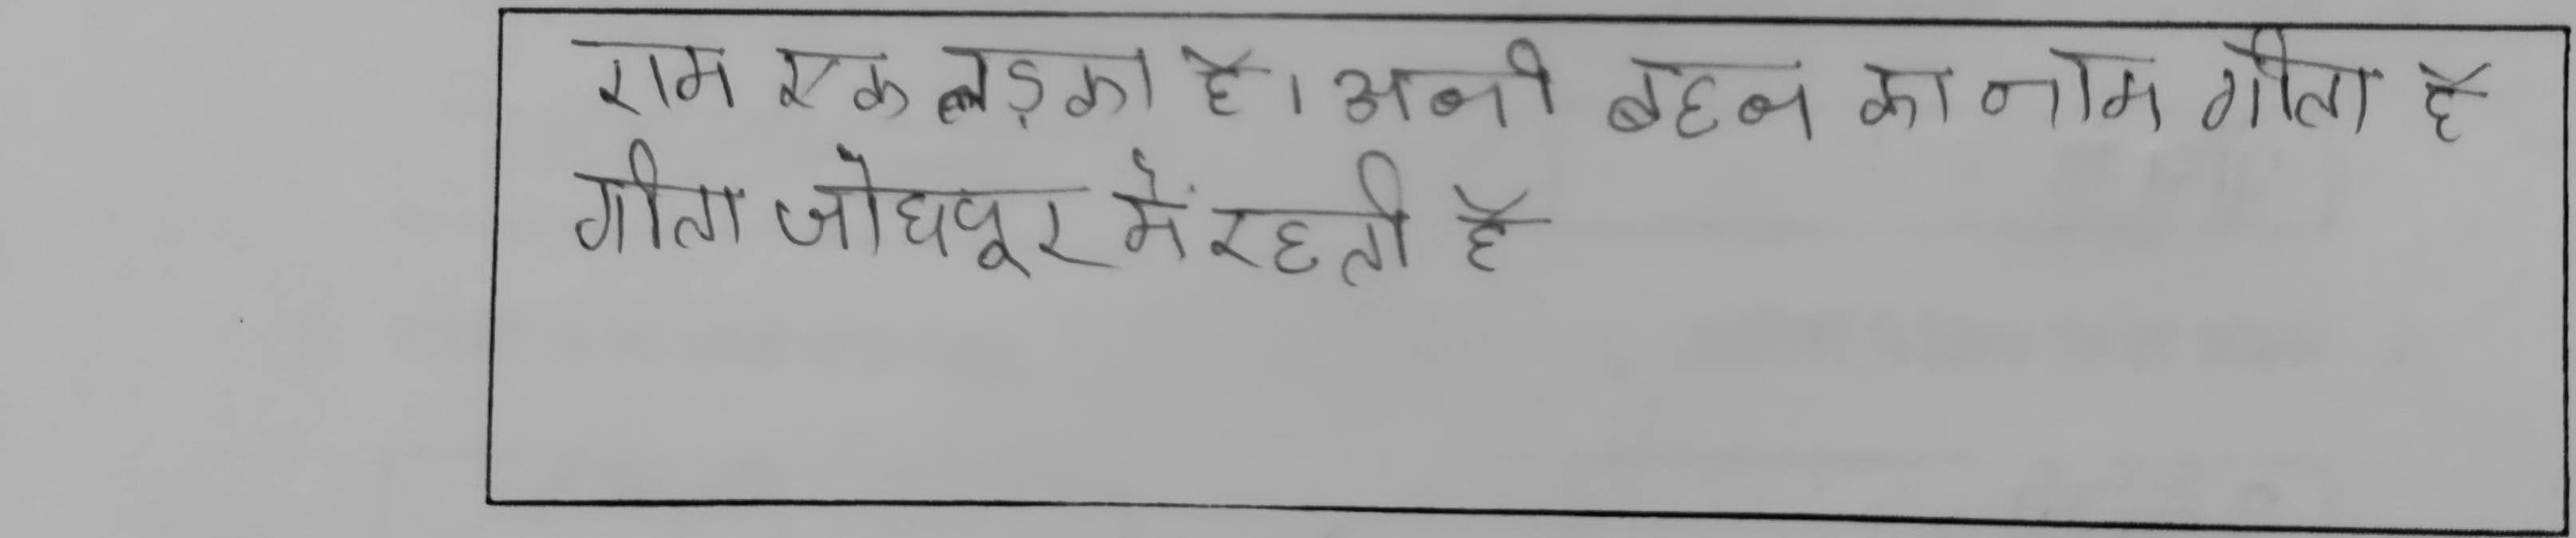 राम एक लड़का है। अनी बहन का नाम गीता है
गीता जोधपूर में रहती है